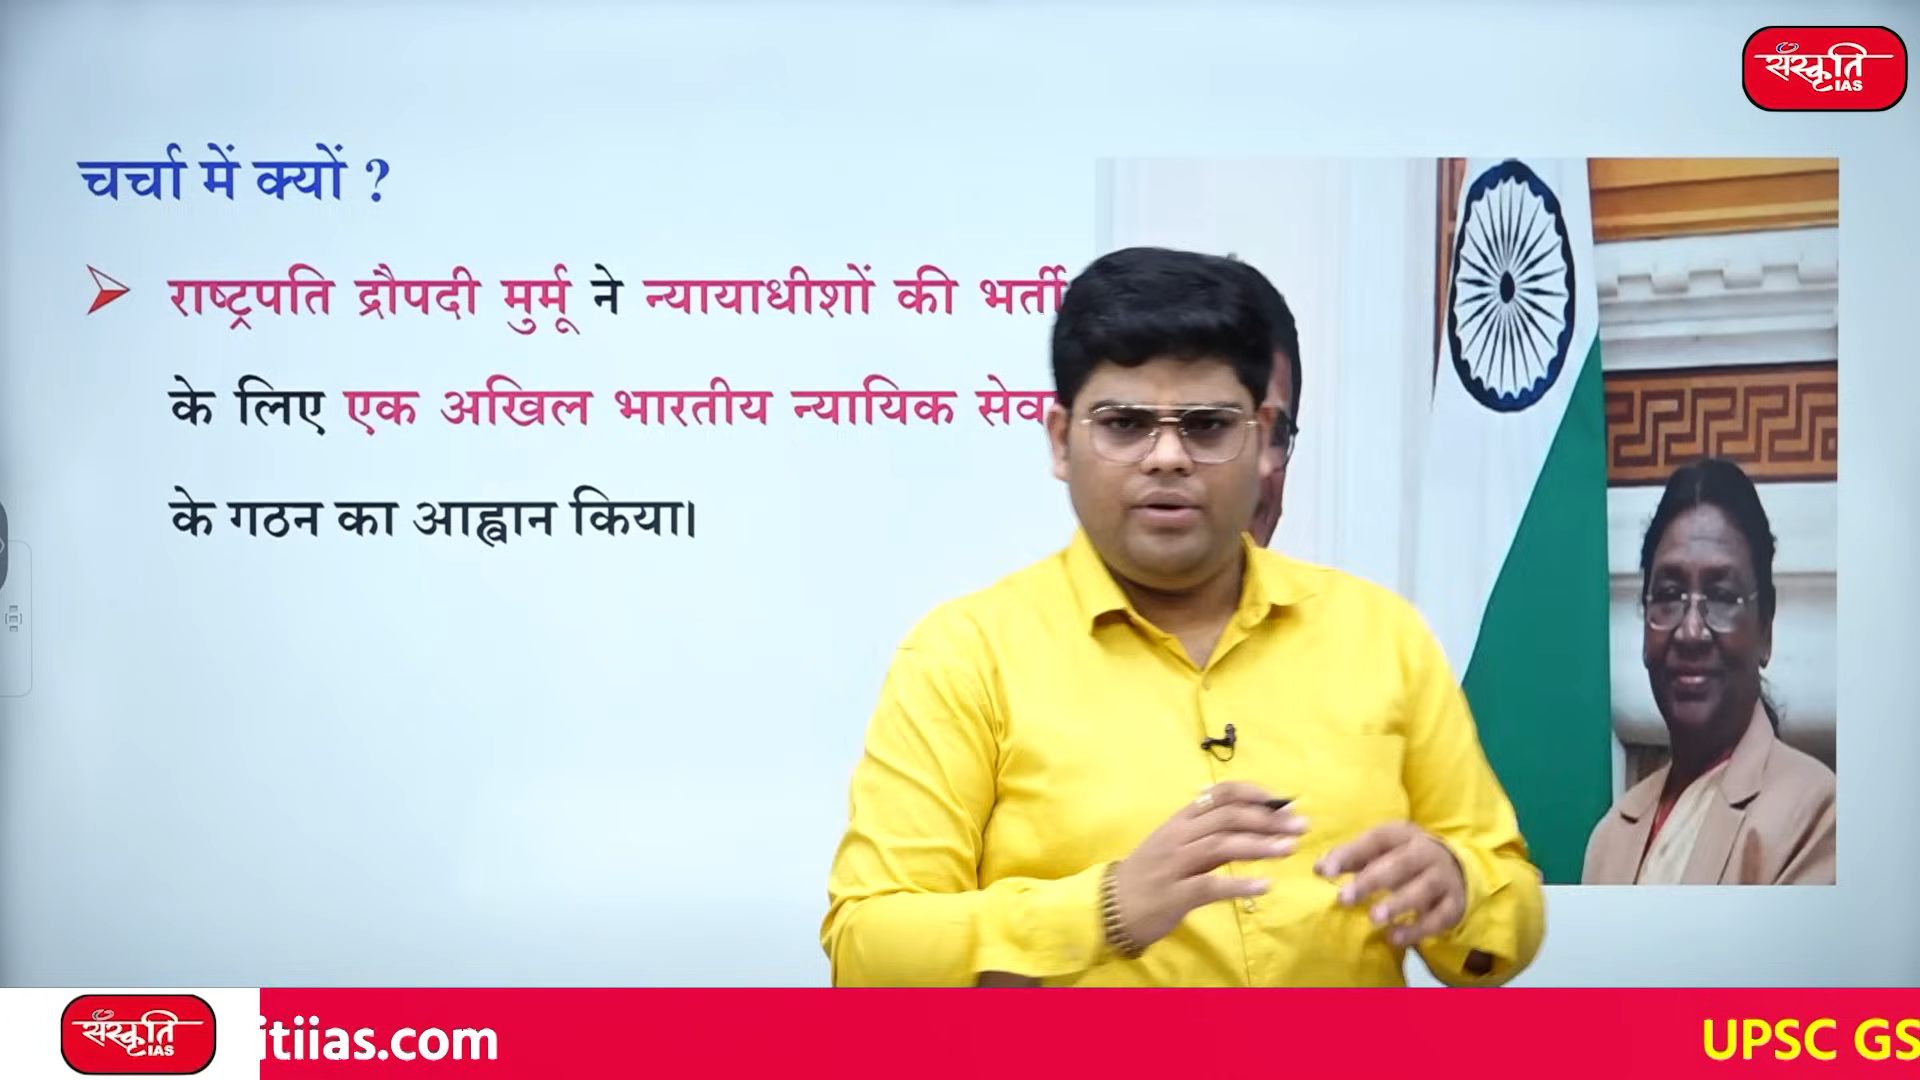 संस्कृति
IAS
चर्चा में क्यों ?
राष्ट्रपति द्रौपदी मुर्मू ने न्यायाधीशों की भर्ती
के लिए एक अखिल भारतीय न्यायिक
के गठन का आह्वान किया।
संस्कृति
IAS
itiias.com
UPSC GS